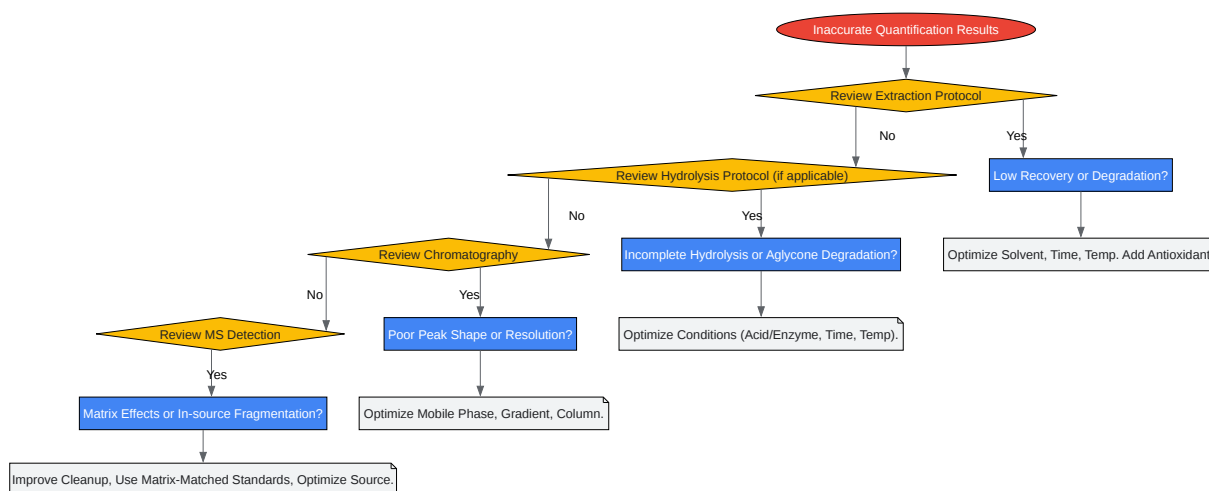 Inaccurate Quantification Results
Review Extraction Protocol
No
Yes
Review Hydrolysis Protocol (if applicable)
Low Recovery or Degradation?
No
Yes
Review Chromatography
Incomplete Hydrolysis or Aglycone Degradation?
Optimize Solvent, Time, Temp. Add Antioxidant
No
Yes
Review MS Detection
Poor Peak Shape or Resolution?
Optimize Conditions (Acid/Enzyme, Time, Temp).
Yes
Matrix Effects or In-source Fragmentation?
Optimize Mobile Phase, Gradient, Column.
Improve Cleanup, Use Matrix-Matched Standards, Optimize Source.